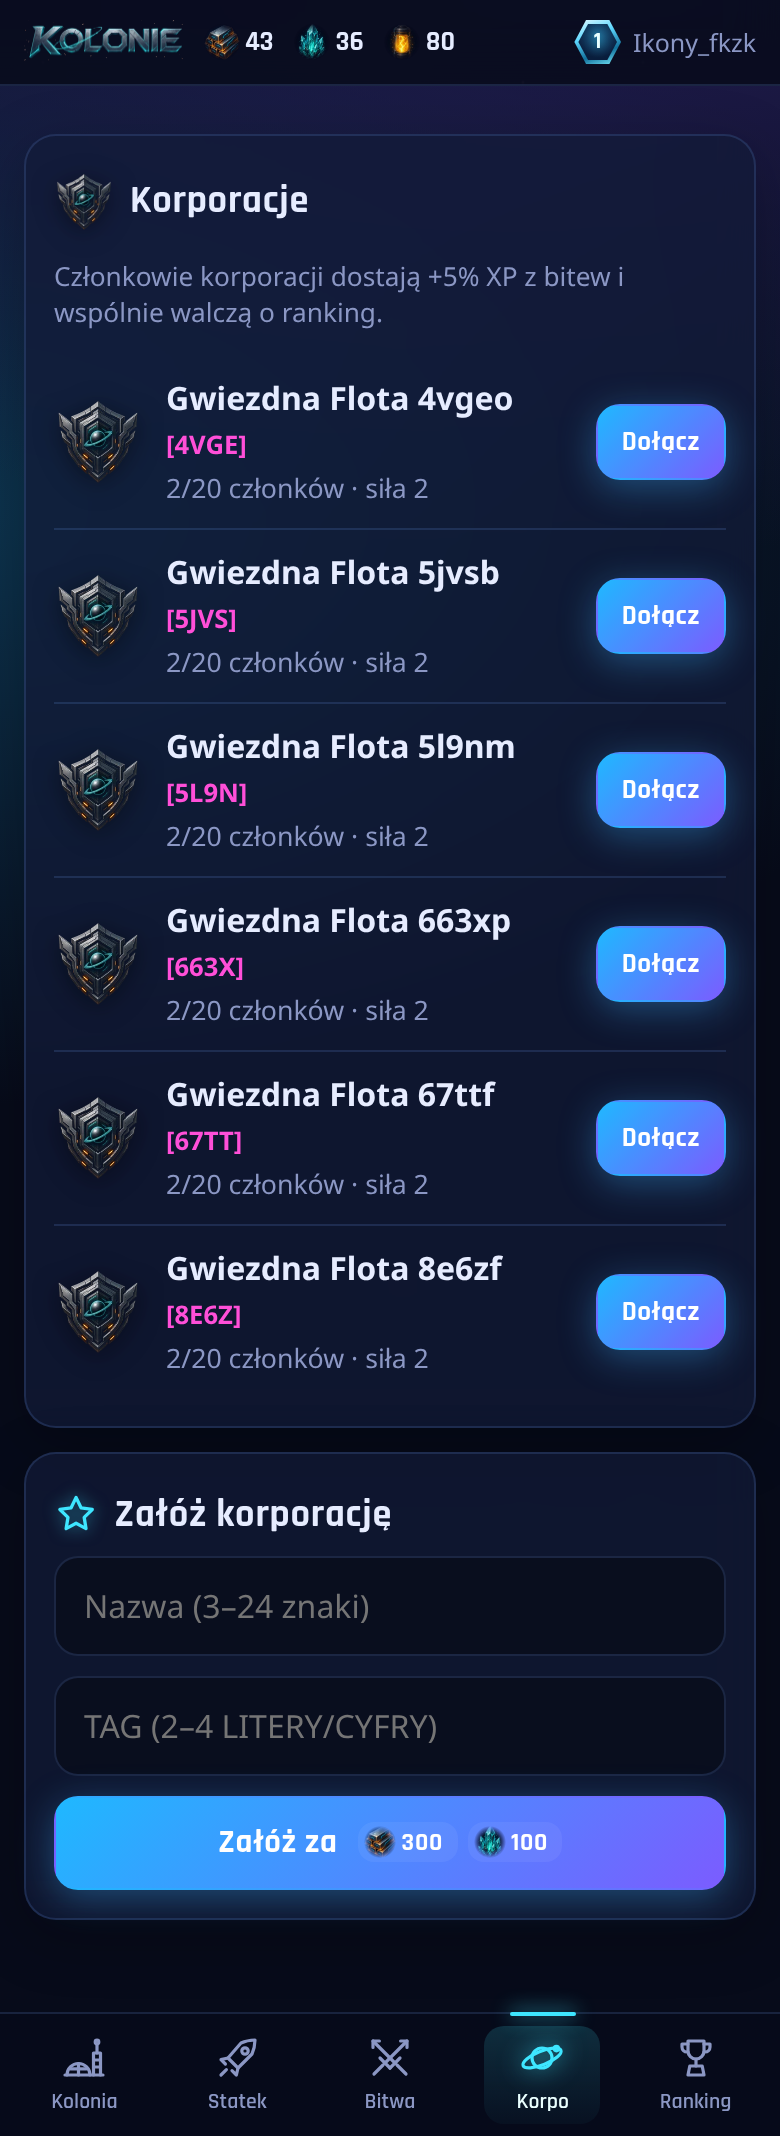 KOLONIE 43 36 80 1 Ikony_fkzk
Korporacje
Członkowie korporacji dostają +5% XP z bitew i
wspólnie walczą o ranking.
Gwiezdna Flota 4vgeo
[4VGE]
2/20 członków · siła 2
Dołącz
Gwiezdna Flota 5jvsb
[5JVS]
2/20 członków · siła 2
Dołącz
Gwiezdna Flota 5l9nm
[5L9N]
2/20 członków · siła 2
Dołącz
Gwiezdna Flota 663xp
[663X]
2/20 członków · siła 2
Dołącz
Gwiezdna Flota 67ttf
[67TT]
2/20 członków · siła 2
Dołącz
Gwiezdna Flota 8e6zf
[8E6Z]
2/20 członków · siła 2
Dołącz
Załóż korporację
Nazwa (3–24 znaki)
TAG (2–4 LITERY/CYFRY)
Załóż za 300 100
Kolonia Statek Bitwa Korpo Ranking